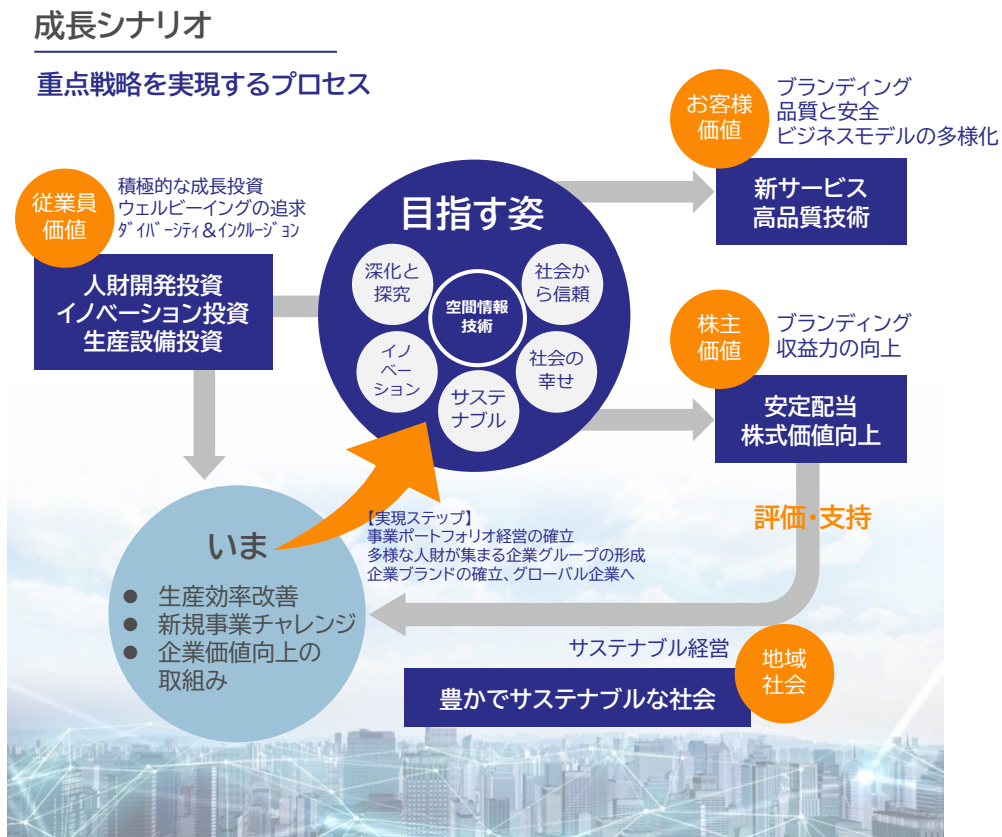 成長シナリオ
重点戦略を実現するプロセス
従業員
価値
積極的な成長投資
ウェルビーイングの追求
ﾀﾞｲﾊﾞｰｼﾃｨ＆ｲﾝｸﾙｰｼﾞｮﾝ
人財開発投資
イノベーション投資
生産設備投資
目指す姿
深化と
探究
社会か
ら信頼
空間情報
技術
イノ
ベー
ション
社会の
幸せ
サステ
ナブル
お客様
価値
ブランディング
品質と安全
ビジネスモデルの多様化
新サービス
高品質技術
株主
価値
ブランディング
収益力の向上
安定配当
株式価値向上
評価・支持
【実現ステップ】
事業ポートフォリオ経営の確立
多様な人財が集まる企業グループの形成
企業ブランドの確立、グローバル企業へ
いま
● 生産効率改善
● 新規事業チャレンジ
● 企業価値向上の
取組み
サステナブル経営
地域
社会
豊かでサステナブルな社会